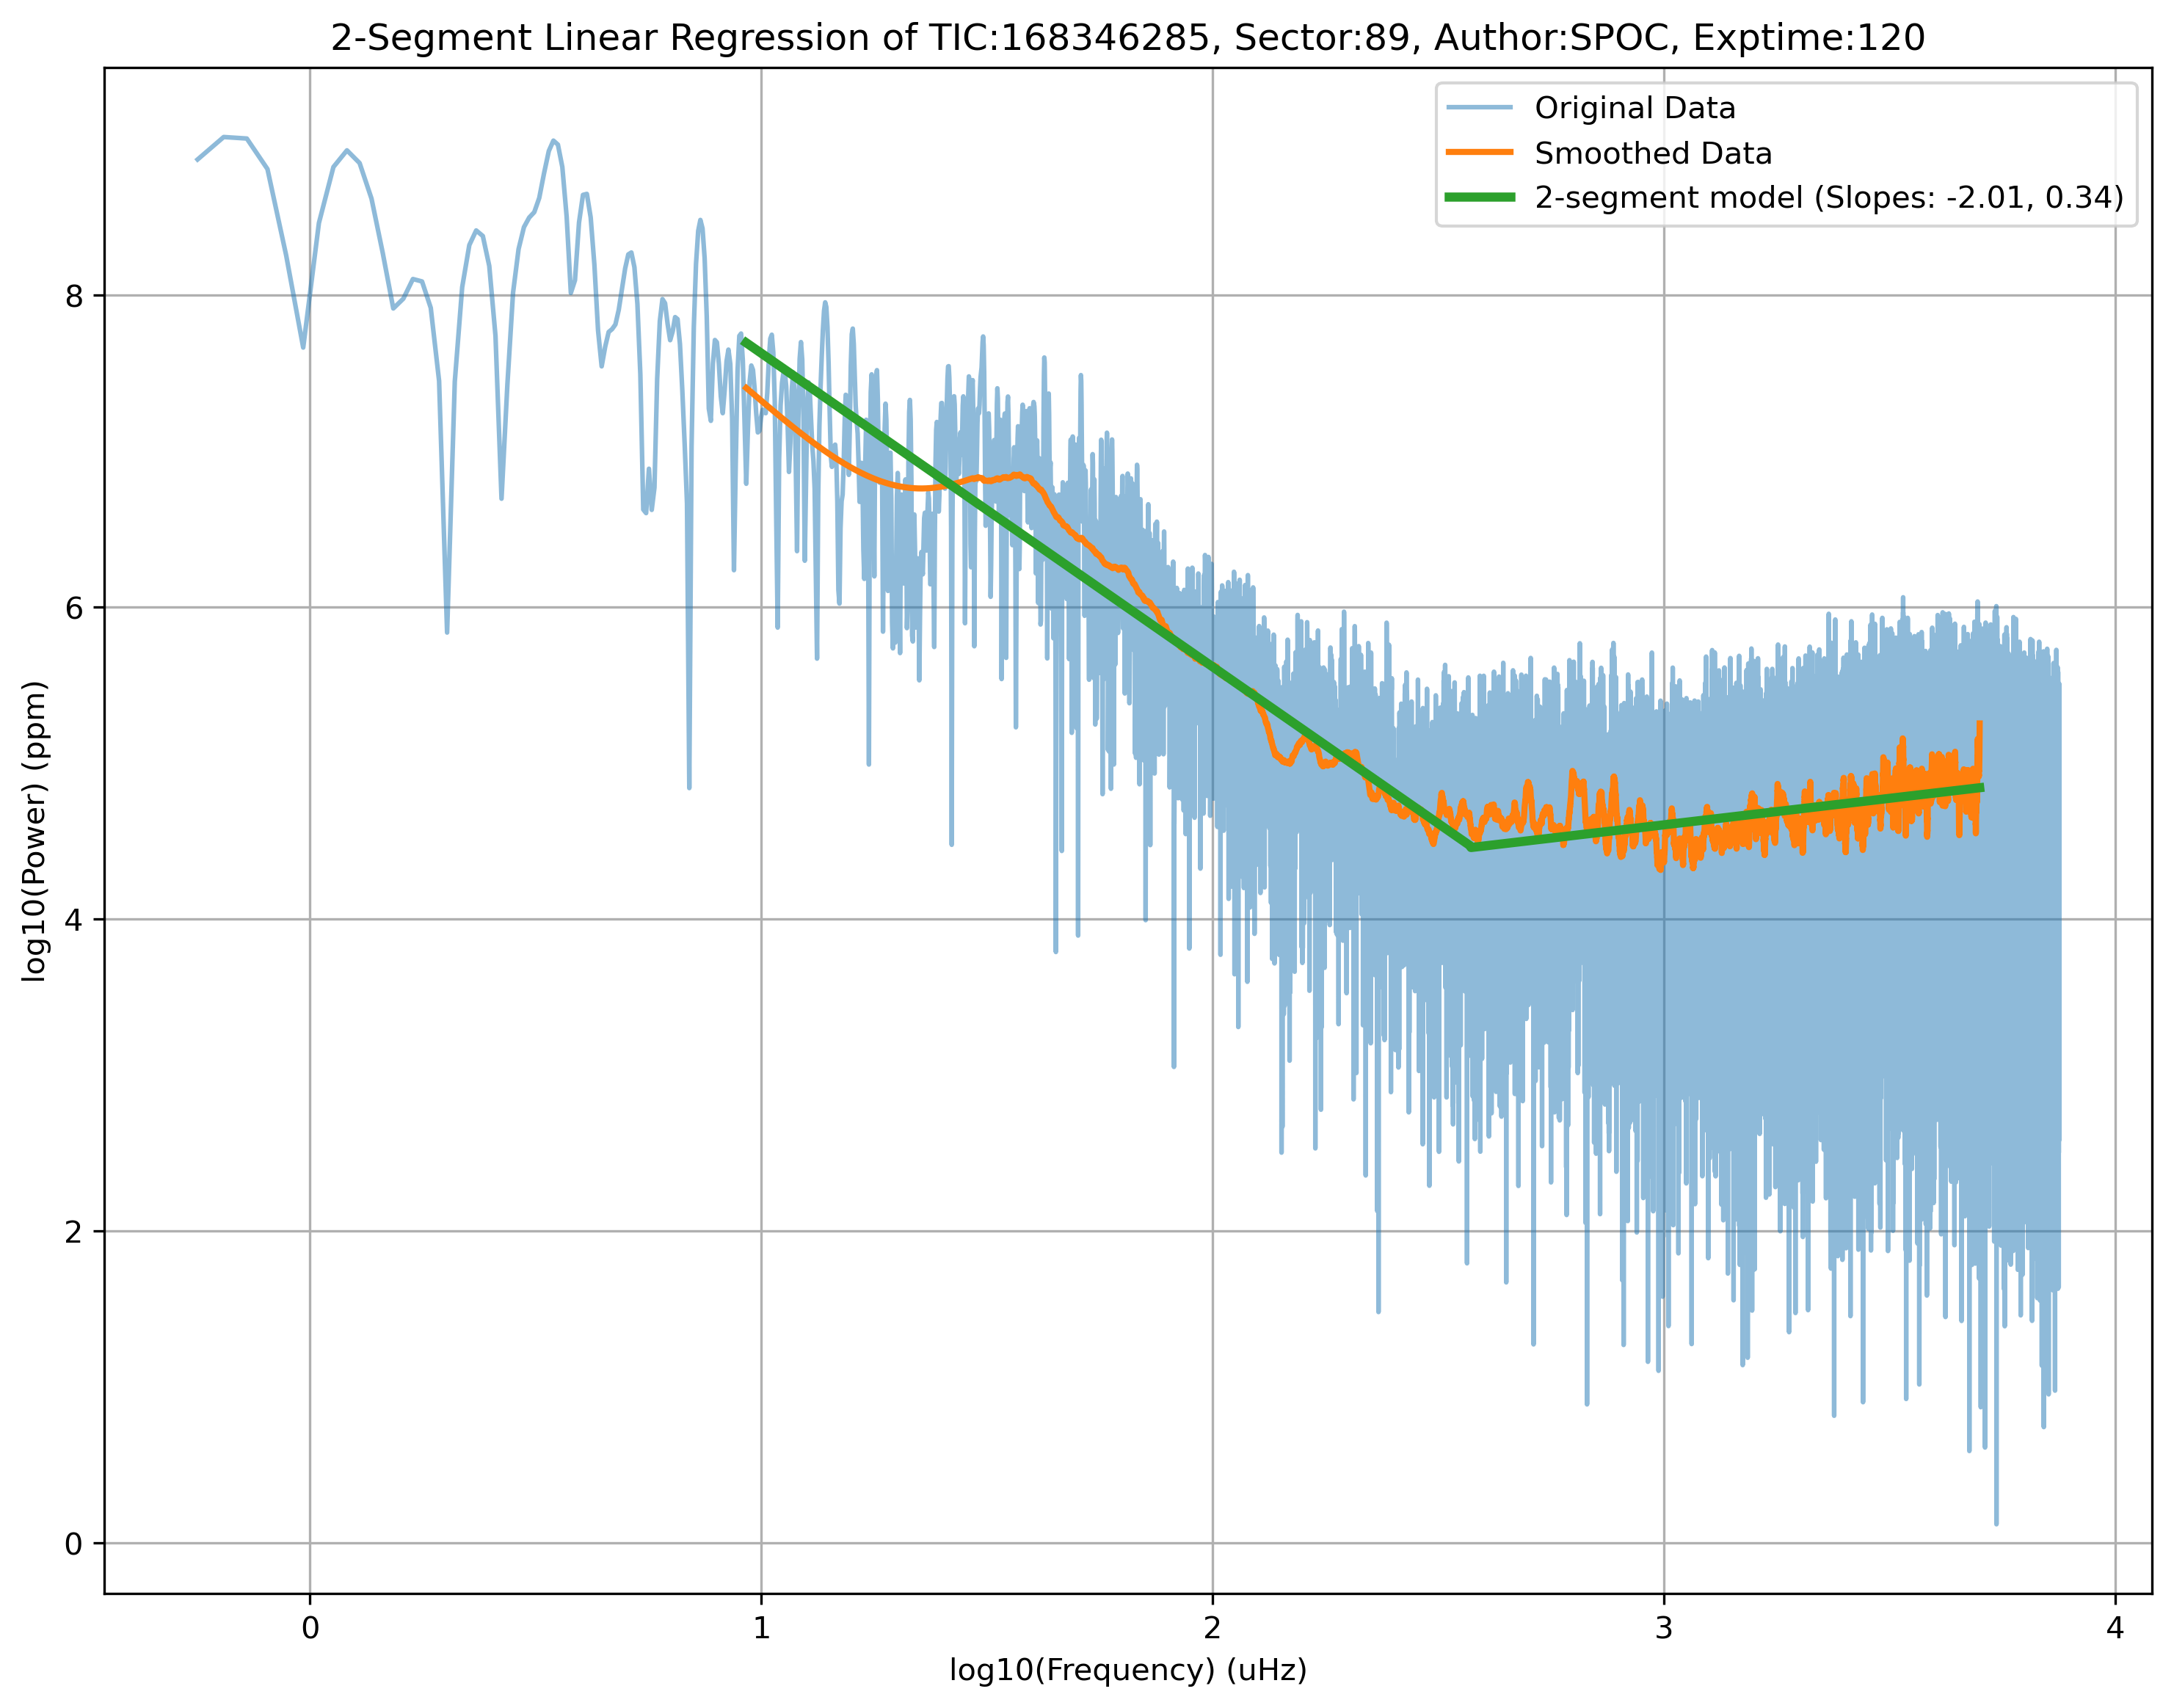 2-Segment Linear Regression of TIC:168346285, Sector:89, Author:SPOC, Exptime:120
Original Data
Smoothed Data
2-segment model (Slopes: -2.01, 0.34)
log10(Power) (ppm)
8
6
4
2
0
0 1 2 3 4
log10(Frequency) (uHz)